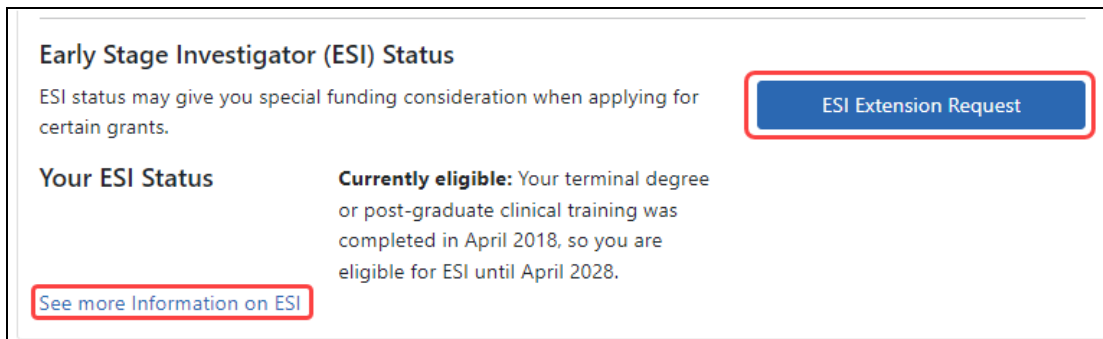 Early Stage Investigator (ESI) Status
ESI status may give you special funding consideration when applying for
certain grants.
ESI Extension Request
Your ESI Status
Currently eligible: Your terminal degree
or post-graduate clinical training was
completed in April 2018, so you are
eligible for ESI until April 2028.
See more Information on ESI